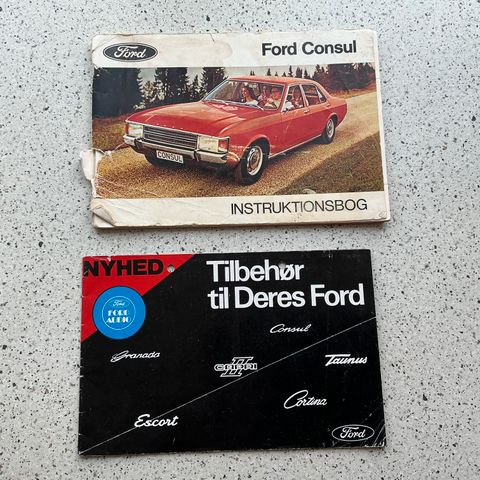 Ford
Ford Consul
CONSUL
INSTRUKTIONSBOG
NYHED
Tilbehør
til Deres Ford
Ford
FORD
AUDIO
Consul
Granada
CAPRI II
Taunus
Escort
Cortina
Ford